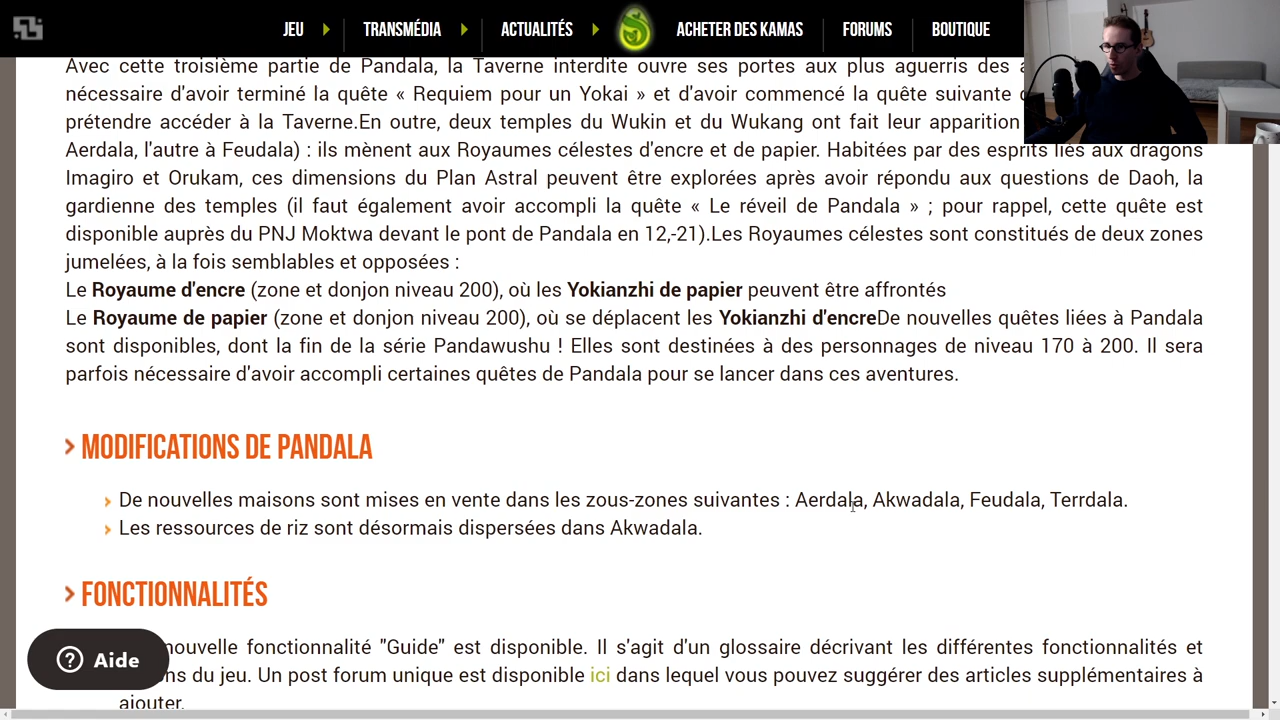 JEU TRANSMÉDIA ACTUALITÉS ACHETER DES KAMAS FORUMS BOUTIQUE
Avec cette troisième partie de Pandala, la Taverne interdite ouvre ses portes aux plus aguerris des
nécessaire d'avoir terminé la quête « Requiem pour un Yokai » et d'avoir commencé la quête suivante
prétendre accéder à la Taverne.En outre, deux temples du Wukin et du Wukang ont fait leur apparition
Aerdala, l'autre à Feudala) : ils mènent aux Royaumes célestes d'encre et de papier. Habitées par des esprits liés aux dragons
Imagiro et Orukam, ces dimensions du Plan Astral peuvent être explorées après avoir répondu aux questions de Daoh, la
gardienne des temples (il faut également avoir accompli la quête « Le réveil de Pandala » ; pour rappel, cette quête est
disponible auprès du PNJ Moktwa devant le pont de Pandala en 12,-21).Les Royaumes célestes sont constitués de deux zones
jumelées, à la fois semblables et opposées :
Le Royaume d'encre (zone et donjon niveau 200), où les Yokianzhi de papier peuvent être affrontés
Le Royaume de papier (zone et donjon niveau 200), où se déplacent les Yokianzhi d'encreDe nouvelles quêtes liées à Pandala
sont disponibles, dont la fin de la série Pandawushu ! Elles sont destinées à des personnages de niveau 170 à 200. Il sera
parfois nécessaire d'avoir accompli certaines quêtes de Pandala pour se lancer dans ces aventures.
MODIFICATIONS DE PANDALA
De nouvelles maisons sont mises en vente dans les zous-zones suivantes : Aerdala, Akwadala, Feudala, Terrdala.
Les ressources de riz sont désormais dispersées dans Akwadala.
FONCTIONNALITÉS
nouvelle fonctionnalité "Guide" est disponible. Il s'agit d'un glossaire décrivant les différentes fonctionnalités et
du jeu. Un post forum unique est disponible ici dans lequel vous pouvez suggérer des articles supplémentaires à
ajouter.
Aide